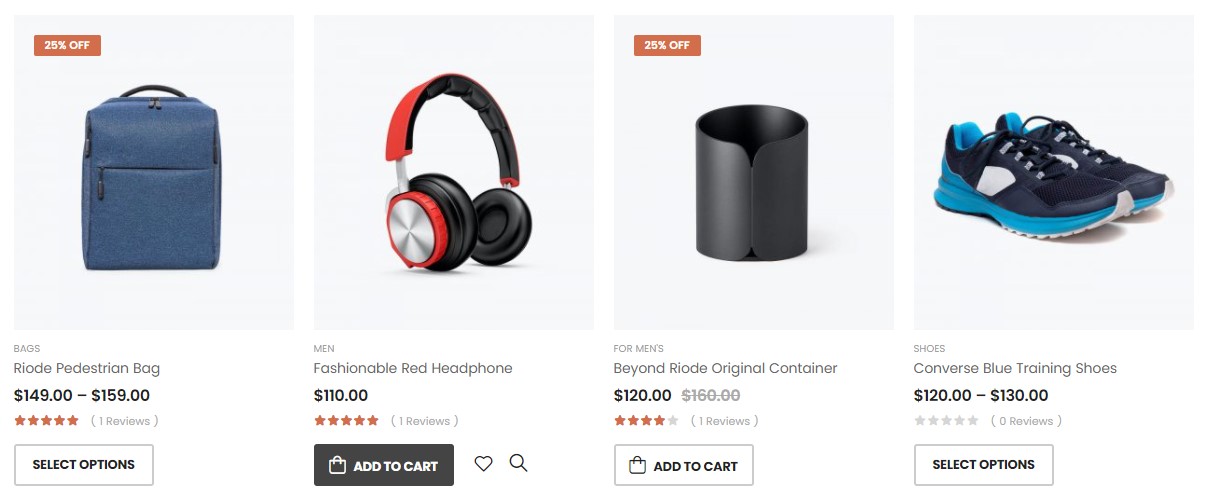 25% OFF
BAGS
Riode Pedestrian Bag
$149.00 – $159.00
( 1 Reviews )
SELECT OPTIONS
MEN
Fashionable Red Headphone
$110.00
( 1 Reviews )
ADD TO CART
25% OFF
FOR MEN'S
Beyond Riode Original Container
$120.00 $160.00
( 1 Reviews )
ADD TO CART
SHOES
Converse Blue Training Shoes
$120.00 – $130.00
( 0 Reviews )
SELECT OPTIONS